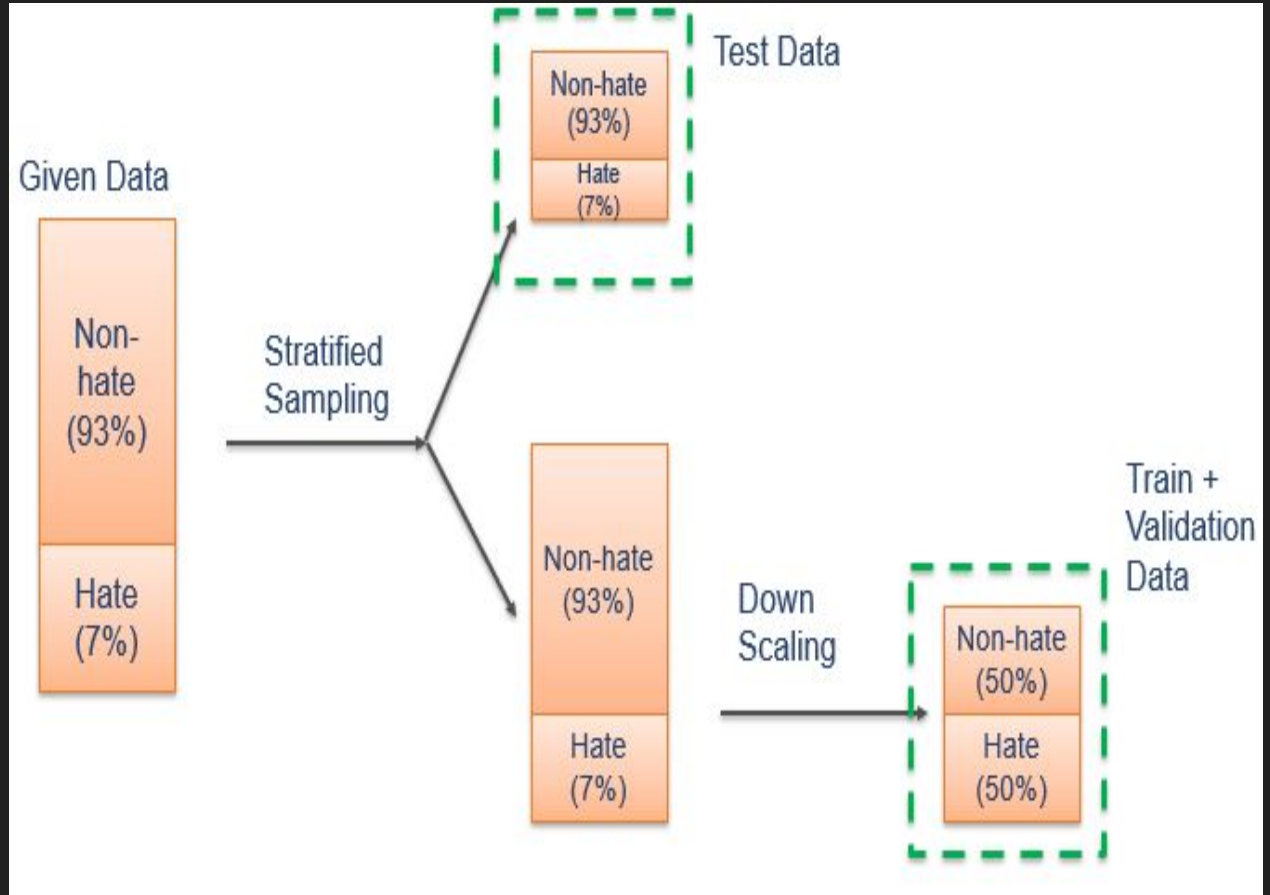 Given Data
Non-
hate
(93%)
Hate
(7%)
Stratified
Sampling
Test Data
Non-hate
(93%)
Hate
(7%)
Non-hate
(93%)
Hate
(7%)
Down
Scaling
Train +
Validation
Data
Non-hate
(50%)
Hate
(50%)